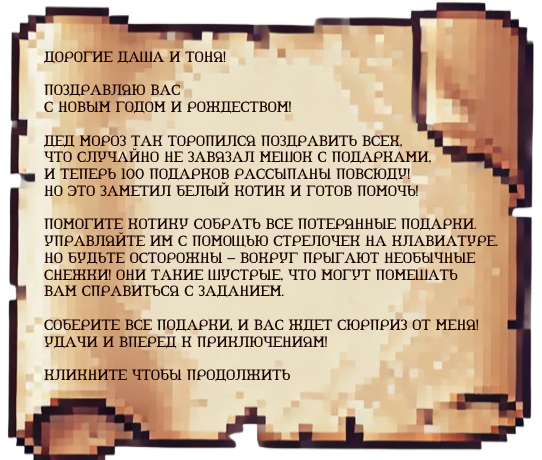 ДОРОГИЕ ДАША И ТОНЯ!
ПОЗДРАВЛЯЮ ВАС
С НОВЫМ ГОДОМ И РОЖДЕСТВОМ!
ДЕД МОРОЗ ТАК ТОРОПИЛСЯ ПОЗДРАВИТЬ ВСЕХ,
ЧТО СЛУЧАЙНО НЕ ЗАВЯЗАЛ МЕШОК С ПОДАРКАМИ,
И ТЕПЕРЬ 100 ПОДАРКОВ РАССЫПАНЫ ПОВСЮДУ!
НО ЭТО ЗАМЕТИЛ БЕЛЫЙ КОТИК И ГОТОВ ПОМОЧЬ!
ПОМОГИТЕ КОТИКУ СОБРАТЬ ВСЕ ПОТЕРЯННЫЕ ПОДАРКИ.
УПРАВЛЯЙТЕ ИМ С ПОМОЩЬЮ СТРЕЛОЧЕК НА КЛАВИАТУРЕ.
НО БУДЬТЕ ОСТОРОЖНЫ – ВОКРУГ ПРЫГАЮТ НЕОБЫЧНЫЕ
СНЕЖКИ! ОНИ ТАКИЕ ШУСТРЫЕ, ЧТО МОГУТ ПОМЕШАТЬ
ВАМ СПРАВИТЬСЯ С ЗАДАНИЕМ.
СОБЕРИТЕ ВСЕ ПОДАРКИ, И ВАС ЖДЕТ СЮРПРИЗ ОТ МЕНЯ!
УДАЧИ И ВПЕРЕД К ПРИКЛЮЧЕНИЯМ!
КЛИКНИТЕ ЧТОБЫ ПРОДОЛЖИТЬ